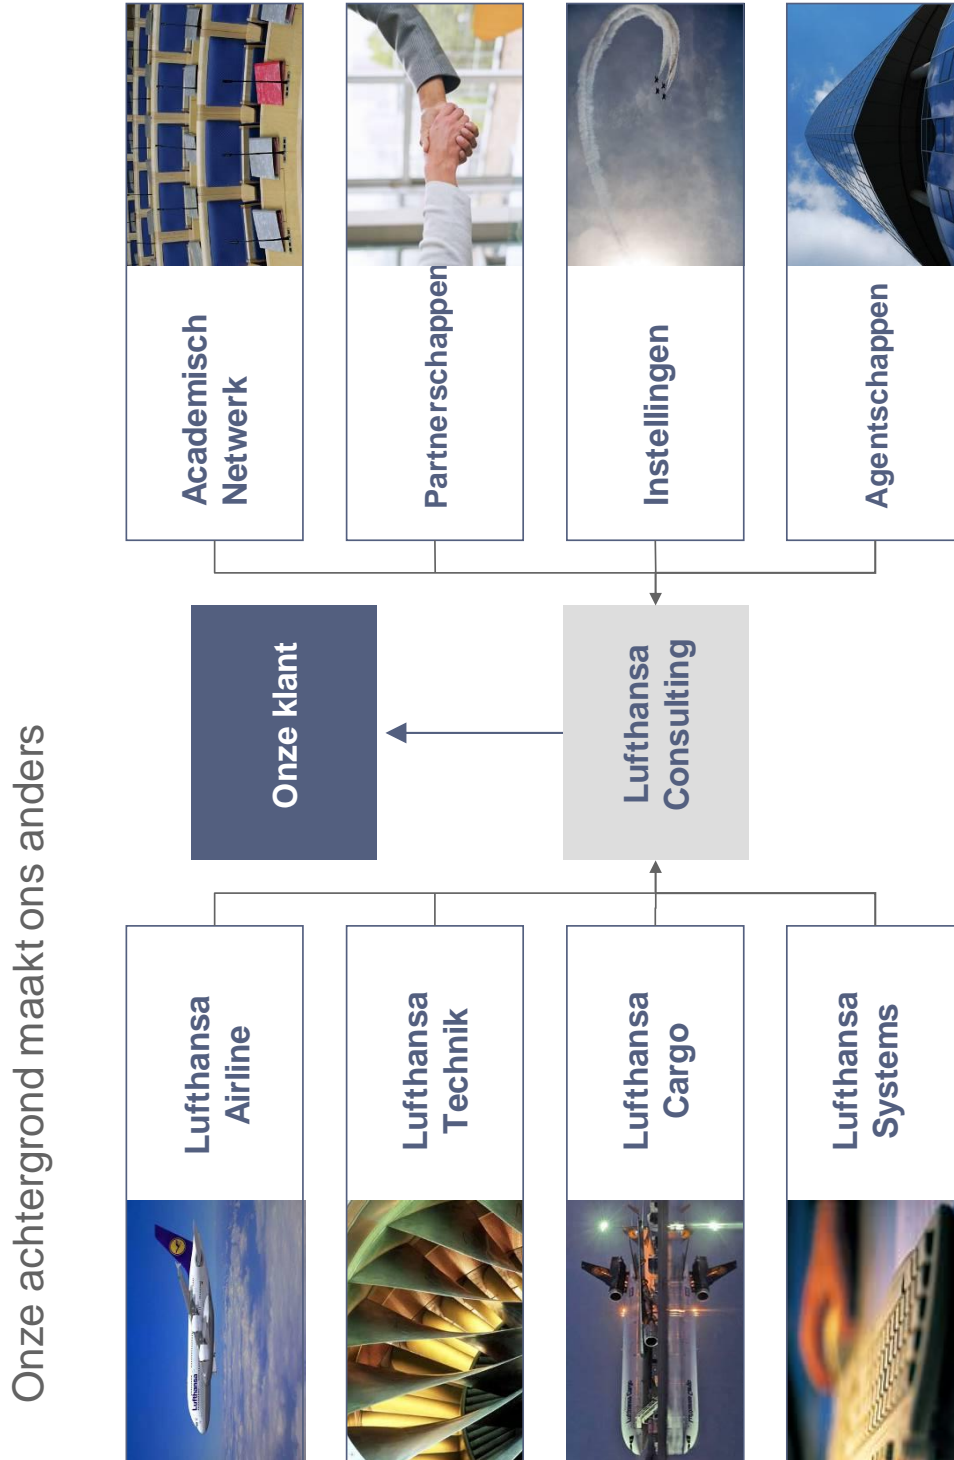 Onze achtergrond maakt ons anders
Lufthansa
Airline
Lufthansa
Technik
Lufthansa
Cargo
Lufthansa
Systems
Onze klant
Lufthansa
Consulting
Academisch
Netwerk
Partnerschappen
Instellingen
Agentschappen
Lufthansa